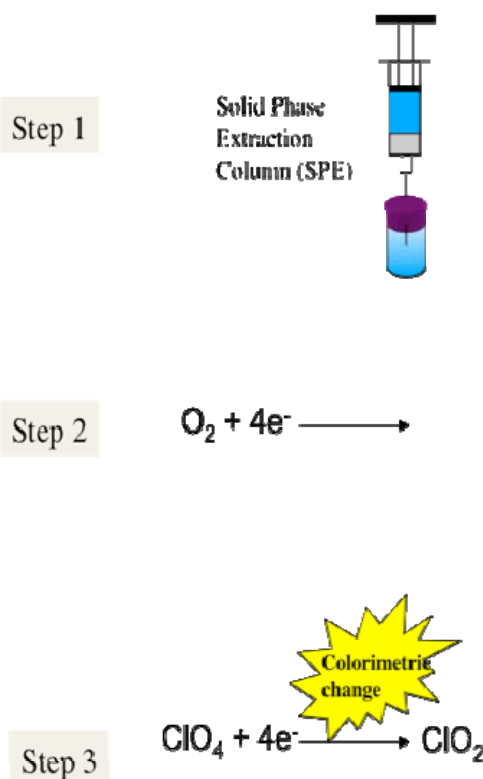 Step 1
Solid Phase
Extraction
Column (SPE)
Step 2
O₂ + 4e⁻
Colorimetric
change
Step 3
ClO₄ + 4e⁻
ClO₂